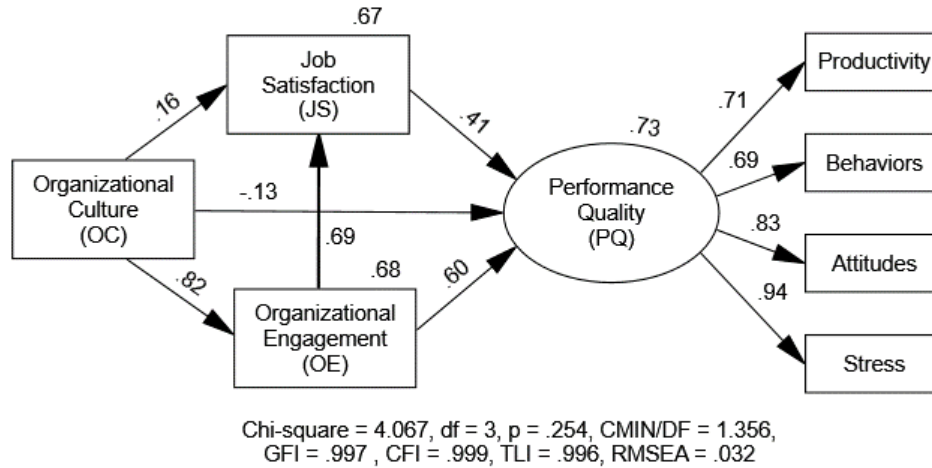 .67
Job
Satisfaction
(JS)
Productivity
.16
.41
.71
.73
.69
Behaviors
Organizational
Culture
(OC)
-.13
Performance
Quality
(PQ)
.69
.83
Attitudes
.82
.68
.60
.94
Organizational
Engagement
(OE)
Stress
Chi-square = 4.067, df = 3, p = .254, CMIN/DF = 1.356,
GFI = .997 , CFI = .999, TLI = .996, RMSEA = .032